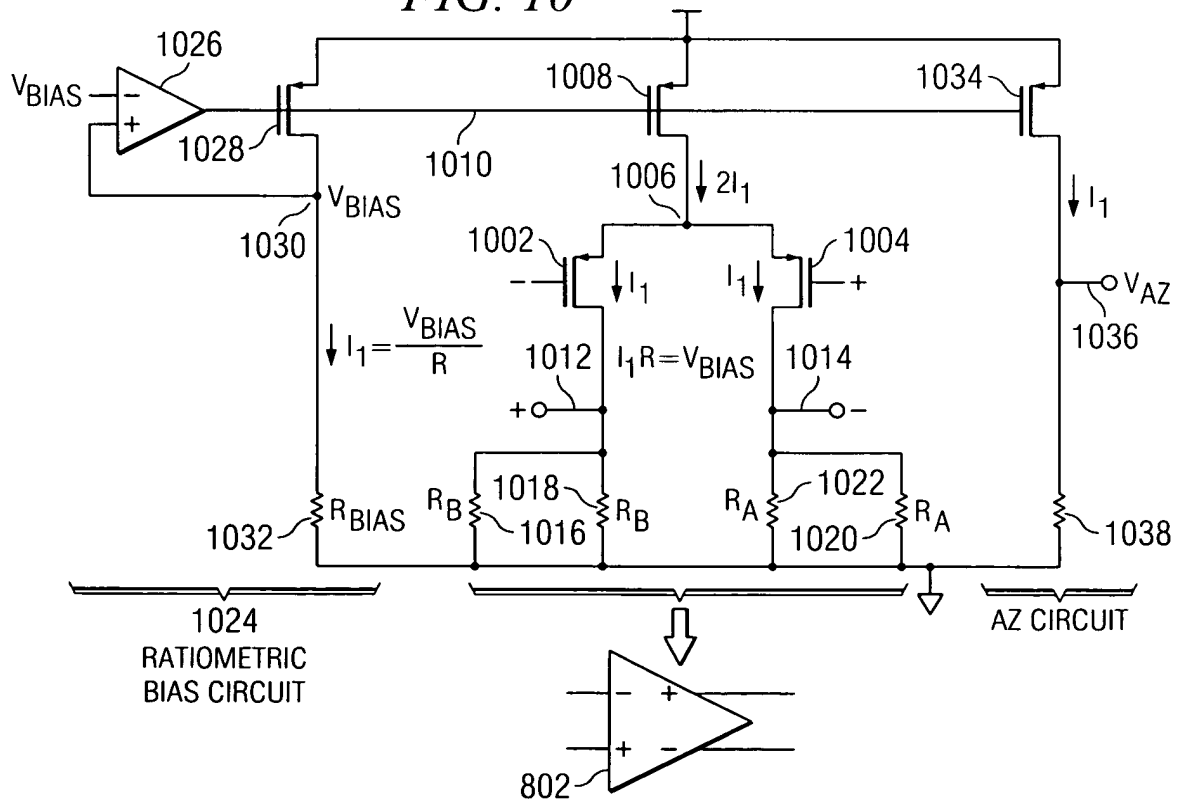 FIG. 10
1026
VBIAS
−
+
1028
1008
1034
1010
1006
2I1
I1
VBIAS
1030
1002
1004
−
I1
I1
+
VAZ
1036
I1 = VBIAS / R
1012
I1R=VBIAS
1014
+
−
RBIAS
1032
RB
1018
1016
RB
RA
1022
1020
RA
1038
1024
RATIOMETRIC
BIAS CIRCUIT
AZ CIRCUIT
− +
+ −
802